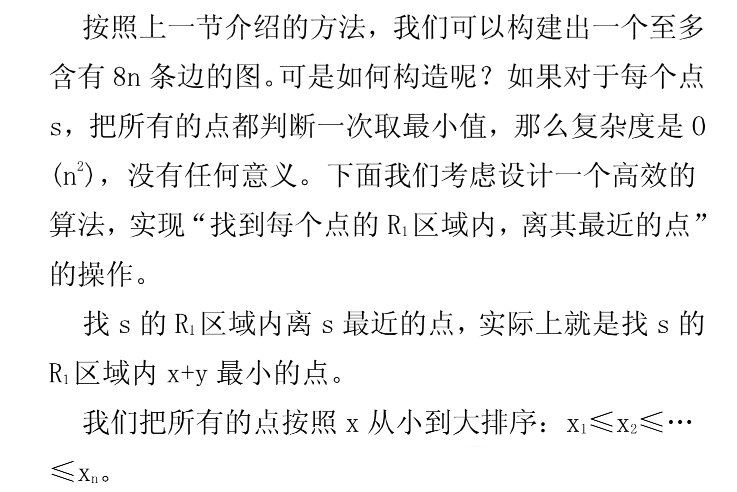 按照上一节介绍的方法，我们可以构建出一个至多
含有 8n 条边的图。可是如何构造呢？如果对于每个点
s，把所有的点都判断一次取最小值，那么复杂度是 O
(n²)，没有任何意义。下面我们考虑设计一个高效的
算法，实现“找到每个点的 R₁区域内，离其最近的点”
的操作。
找 s 的 R₁区域内离 s 最近的点，实际上就是找 s 的
R₁区域内 x+y 最小的点。
我们把所有的点按照 x 从小到大排序：x₁≤x₂≤…
≤xₙ。